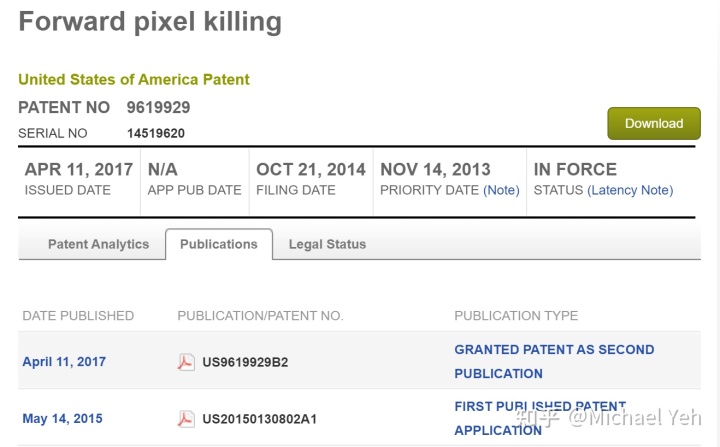 Forward pixel killing
United States of America Patent
PATENT NO 9619929
SERIAL NO 14519620
Download
APR 11, 2017 N/A OCT 21, 2014 NOV 14, 2013 IN FORCE
ISSUED DATE APP PUB DATE FILING DATE PRIORITY DATE (Note) STATUS (Latency Note)
Patent Analytics Publications Legal Status
DATE PUBLISHED PUBLICATION/PATENT NO. PUBLICATION TYPE
April 11, 2017 US9619929B2 GRANTED PATENT AS SECOND
PUBLICATION
May 14, 2015 US20150130802A1 FIRST PUBLISHED PATENT
APPLICATION
知乎 @Michael Yeh